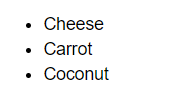 • Cheese
• Carrot
• Coconut